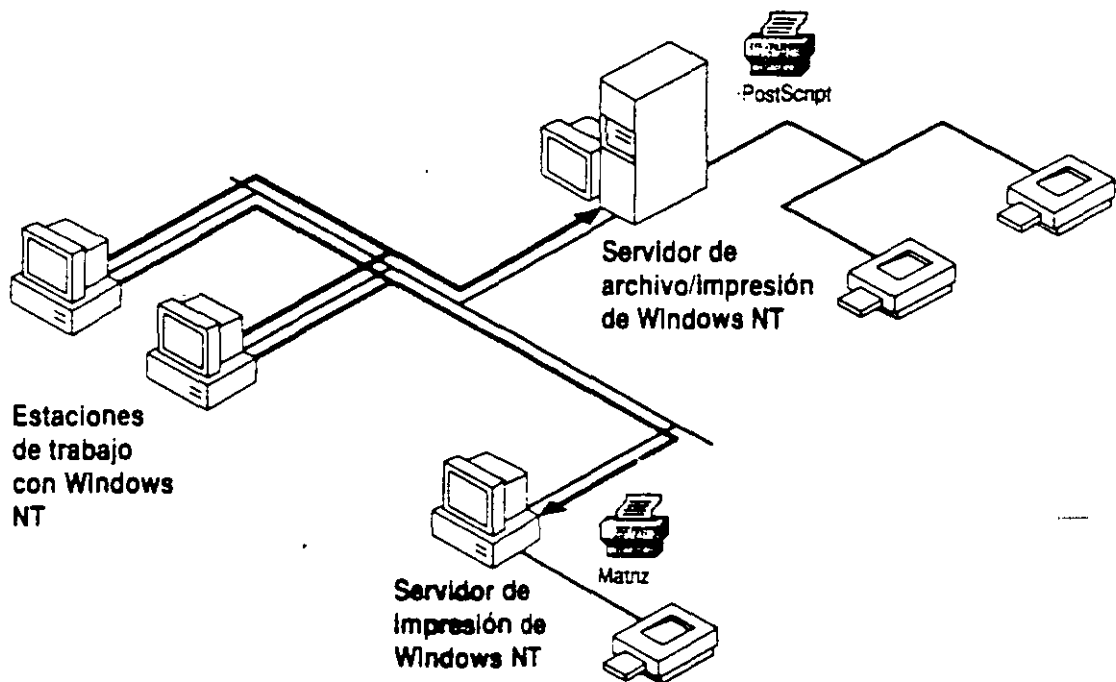 PostScript
Servidor de
archivo/impresión
de Windows NT
Estaciones
de trabajo
con Windows
NT
Matriz
Servidor de
impresión de
Windows NT